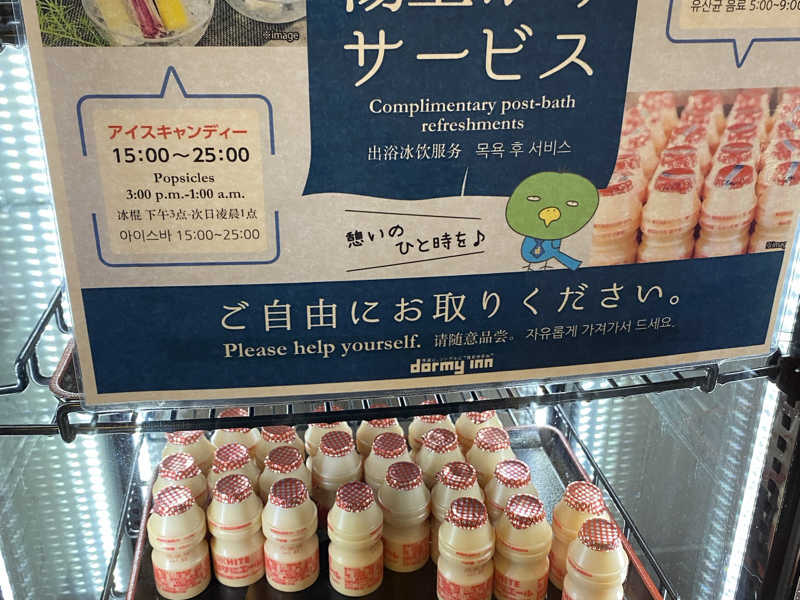 ※image
サービス
Complimentary post-bath
refreshments
出浴冰饮服务 목욕 후 서비스
アイスキャンディー
15:00～25:00
Popsicles
3:00 p.m.-1:00 a.m.
冰棍 下午3点-次日凌晨1点
아이스바 15:00~25:00
유산균 음료 5:00~9:00
※image
憩いの
ひと時を♪
ご自由にお取りください。
Please help yourself. 请随意品尝。 자유롭게 가져가서 드세요.
dormy inn
WHITE